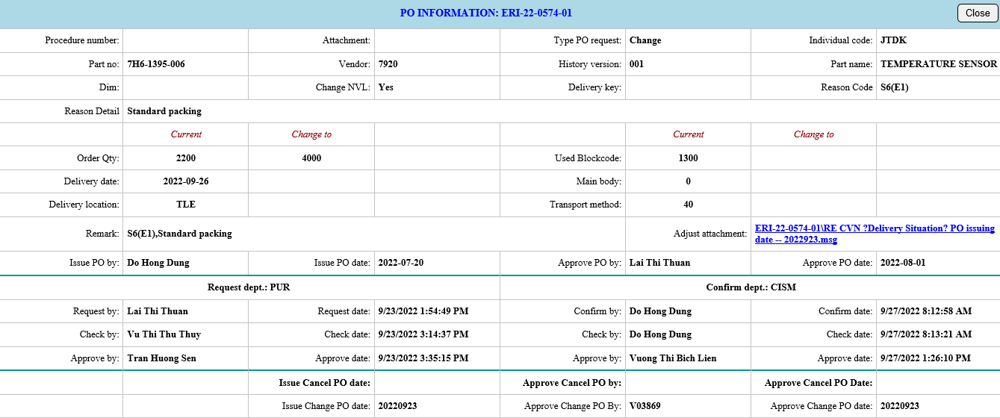 PO INFORMATION: ERI-22-0574-01
Close
Procedure number: Attachment: Type PO request: Change Individual code: JTDK
Part no: 7H6-1395-006 Vendor: 7920 History version: 001 Part name: TEMPERATURE SENSOR
Dim: Change NVL: Yes Delivery key: Reason Code S6(E1)
Reason Detail Standard packing
Current Change to Current Change to
Order Qty: 2200 4000 Used Blockcode: 1300
Delivery date: 2022-09-26 Main body: 0
Delivery location: TLE Transport method: 40
Remark: S6(E1),Standard packing Adjust attachment: ERI-22-0574-01\RE CVN ?Delivery Situation? PO issuing
date -- 2022923.msg
Issue PO by: Do Hong Dung Issue PO date: 2022-07-20 Approve PO by: Lai Thi Thuan Approve PO date: 2022-08-01
Request dept.: PUR Confirm dept.: CISM
Request by: Lai Thi Thuan Request date: 9/23/2022 1:54:49 PM Confirm by: Do Hong Dung Confirm date: 9/27/2022 8:12:58 AM
Check by: Vu Thi Thu Thuy Check date: 9/23/2022 3:14:37 PM Check by: Do Hong Dung Check date: 9/27/2022 8:13:21 AM
Approve by: Tran Huong Sen Approve date: 9/23/2022 3:35:15 PM Approve by: Vuong Thi Bich Lien Approve date: 9/27/2022 1:26:10 PM
Issue Cancel PO date: Approve Cancel PO by: Approve Cancel PO Date:
Issue Change PO date: 20220923 Approve Change PO By: V03869 Approve Change PO date: 20220923